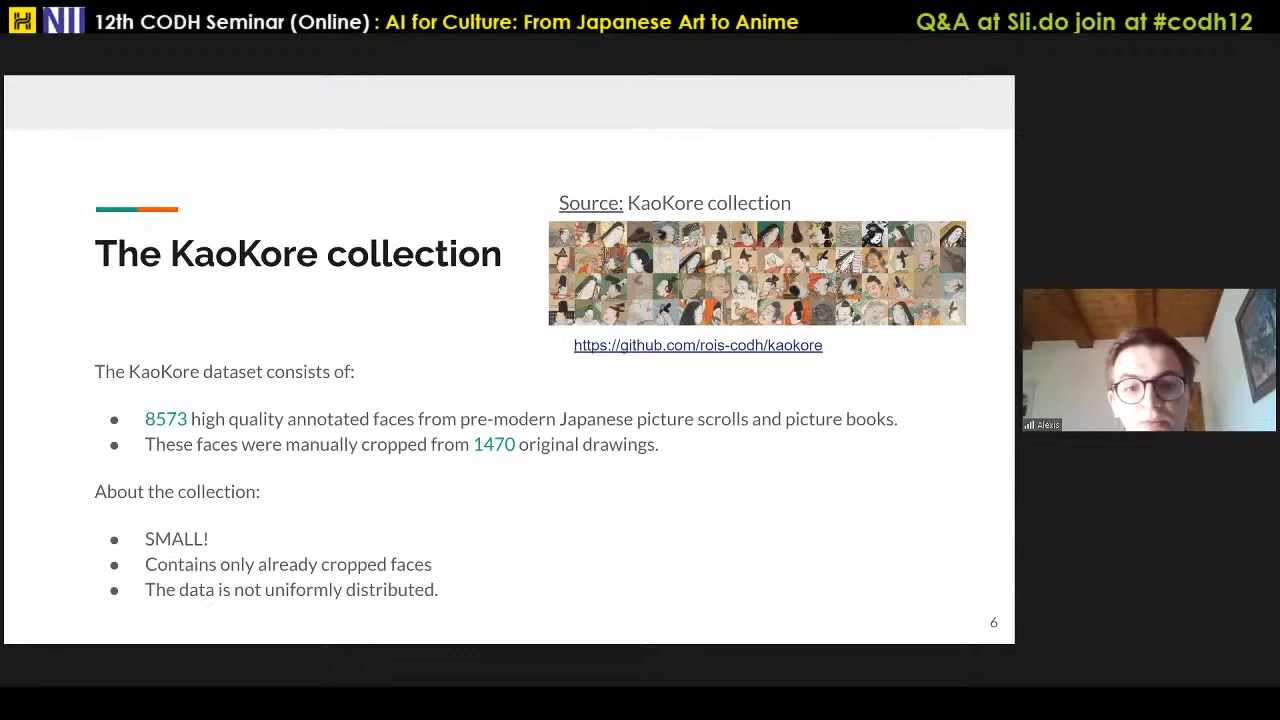 NII 12th CODH Seminar (Online) : AI for Culture: From Japanese Art to Anime
Q&A at Sli.do join at #codh12
Source: KaoKore collection
The KaoKore collection
https://github.com/rois-codh/kaokore
The KaoKore dataset consists of:
● 8573 high quality annotated faces from pre-modern Japanese picture scrolls and picture books.
● These faces were manually cropped from 1470 original drawings.
About the collection:
● SMALL!
● Contains only already cropped faces
● The data is not uniformly distributed.
6
Alexis